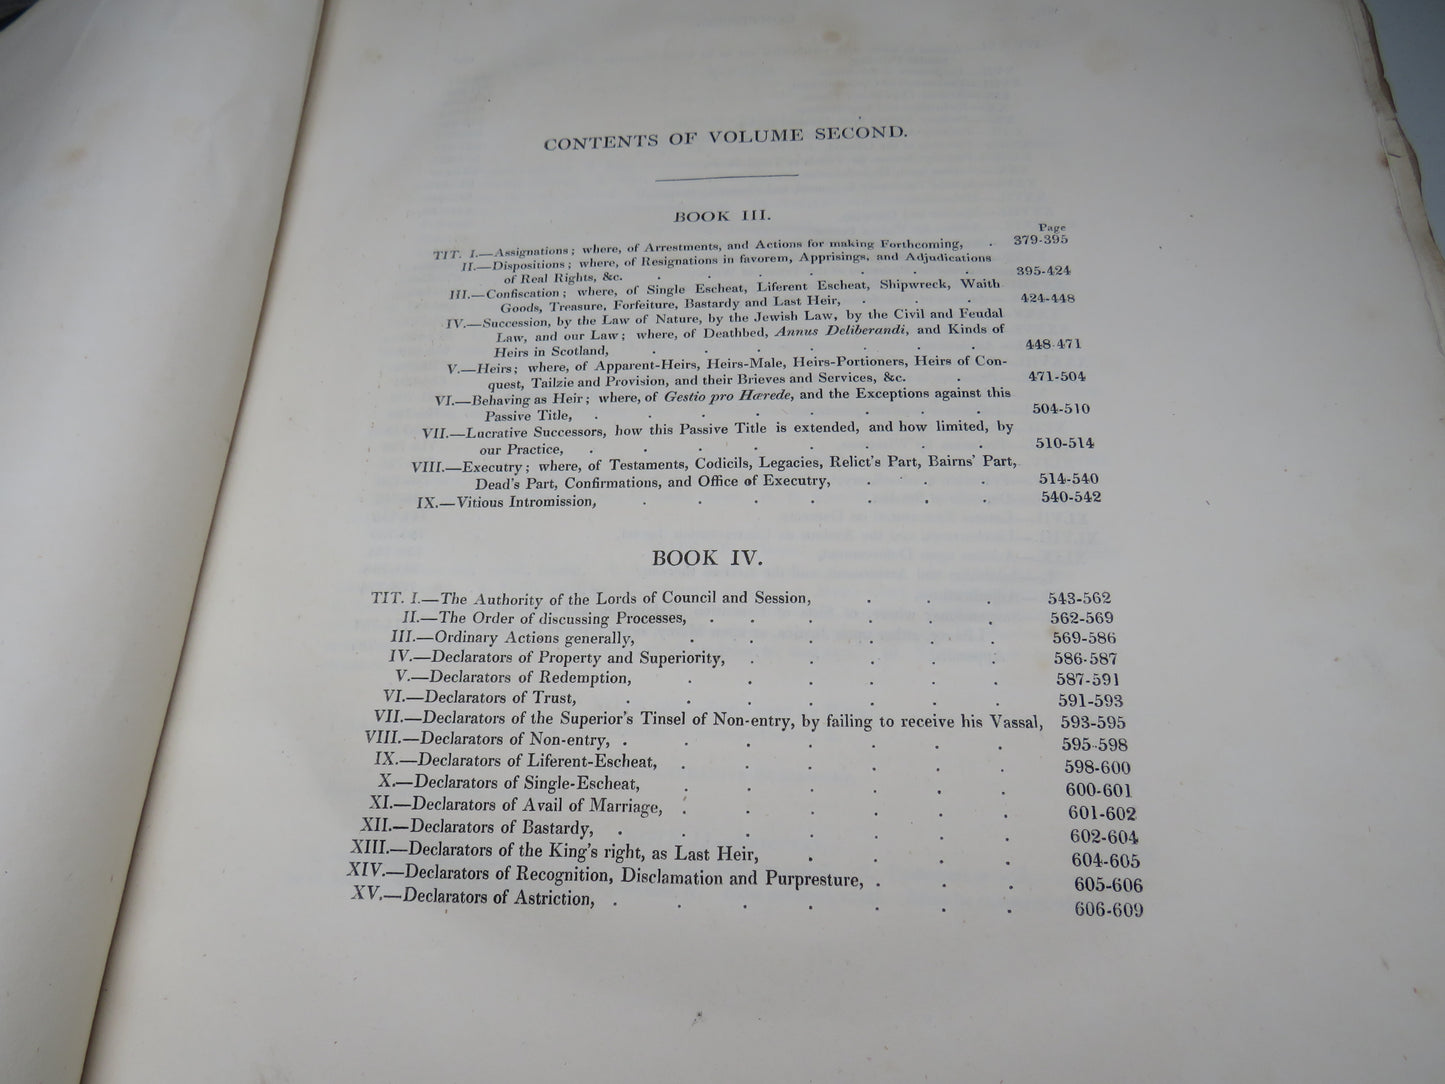 CONTENTS OF VOLUME SECOND.
BOOK III.
Page
TIT. I.—Assignations; where, of Arrestments, and Actions for making Forthcoming, . 379-395
II.—Dispositions; where, of Resignations in favorem, Apprisings, and Adjudications
of Real Rights, &c. . . . . . . . 395-424
III.—Confiscation; where, of Single Escheat, Liferent Escheat, Shipwreck, Waith
Goods, Treasure, Forfeiture, Bastardy and Last Heir, . . . 424-448
IV.—Succession, by the Law of Nature, by the Jewish Law, by the Civil and Feudal
Law, and our Law; where, of Deathbed, Annus Deliberandi, and Kinds of
Heirs in Scotland, . . . . . . . 448-471
V.—Heirs; where, of Apparent-Heirs, Heirs-Male, Heirs-Portioners, Heirs of Con-
quest, Tailzie and Provision, and their Brieves and Services, &c. . 471-504
VI.—Behaving as Heir; where, of Gestio pro Hærede, and the Exceptions against this
Passive Title, . . . . . . . . 504-510
VII.—Lucrative Successors, how this Passive Title is extended, and how limited, by
our Practice, . . . . . . . . 510-514
VIII.—Executry; where, of Testaments, Codicils, Legacies, Relict's Part, Bairns' Part,
Dead's Part, Confirmations, and Office of Executry, . . . 514-540
IX.—Vitious Intromission, . . . . . . . 540-542
BOOK IV.
TIT. I.—The Authority of the Lords of Council and Session, . . . 543-562
II.—The Order of discussing Processes, . . . . . 562-569
III.—Ordinary Actions generally, . . . . . . 569-586
IV.—Declarators of Property and Superiority, . . . . . 586-587
V.—Declarators of Redemption, . . . . . . 587-591
VI.—Declarators of Trust, . . . . . . . 591-593
VII.—Declarators of the Superior's Tinsel of Non-entry, by failing to receive his Vassal, 593-595
VIII.—Declarators of Non-entry, . . . . . . . 595-598
IX.—Declarators of Liferent-Escheat, . . . . . . 598-600
X.—Declarators of Single-Escheat, . . . . . . 600-601
XI.—Declarators of Avail of Marriage, . . . . . . 601-602
XII.—Declarators of Bastardy, . . . . . . . 602-604
XIII.—Declarators of the King's right, as Last Heir, . . . . 604-605
XIV.—Declarators of Recognition, Disclamation and Purpresture, . . . 605-606
XV.—Declarators of Astriction, . . . . . . . 606-609